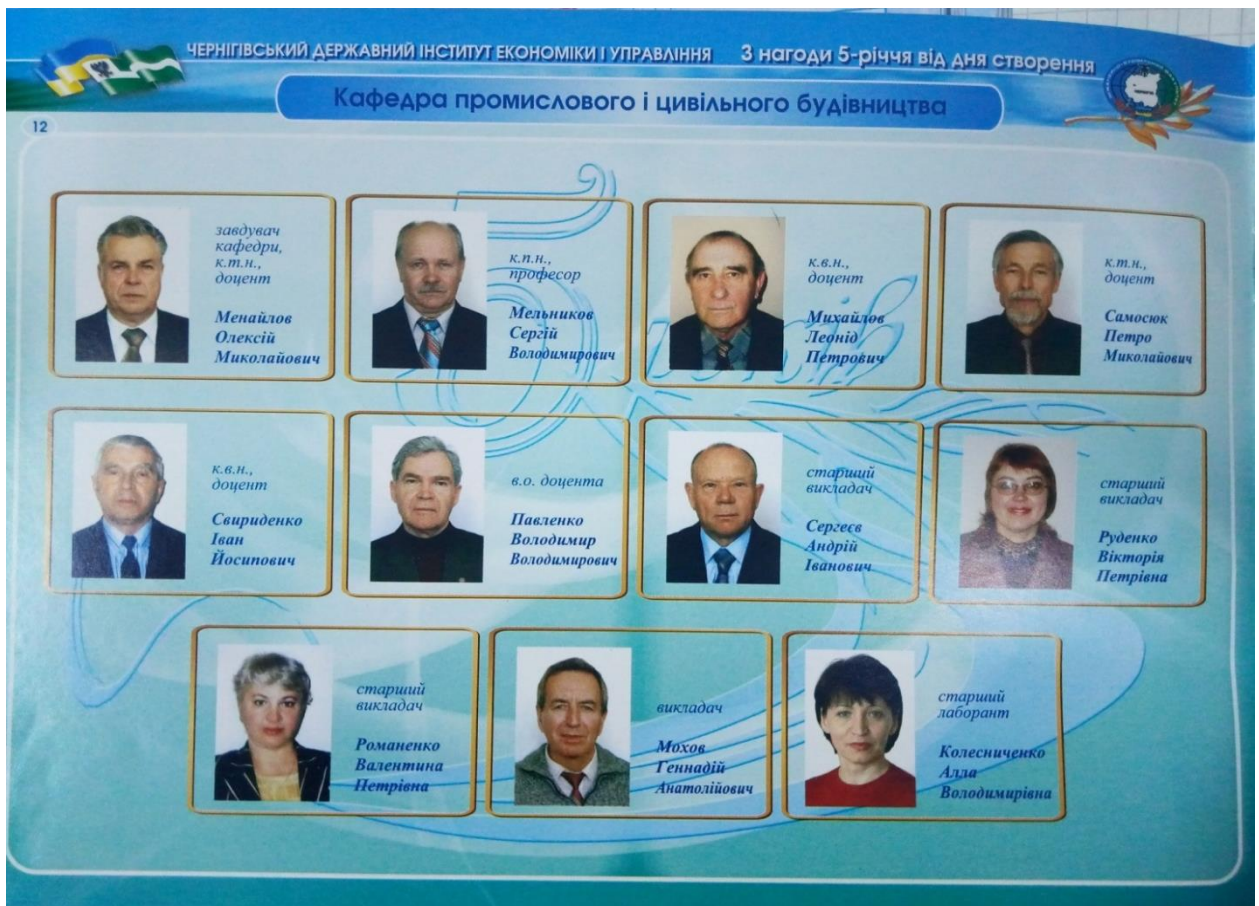 ЧЕРНІГІВСЬКИЙ ДЕРЖАВНИЙ ІНСТИТУТ ЕКОНОМІКИ І УПРАВЛІННЯ З нагоди 5-річчя від дня створення
Кафедра промислового і цивільного будівництва
12
завдувач
кафедри,
к.т.н.,
доцент
Менайлов
Олексій
Миколайович
к.п.н.,
професор
Мельников
Сергій
Володимирович
к.в.н.,
доцент
Михайлов
Леонід
Петрович
к.т.н.,
доцент
Самосюк
Петро
Миколайович
к.в.н.,
доцент
Свириденко
Іван
Йосипович
в.о. доцента
Павленко
Володимир
Володимирович
старший
викладач
Сергеєв
Андрій
Іванович
старший
викладач
Руденко
Вікторія
Петрівна
старший
викладач
Романенко
Валентина
Петрівна
викладач
Мохов
Геннадій
Анатолійович
старший
лаборант
Колесниченко
Алла
Володимирівна